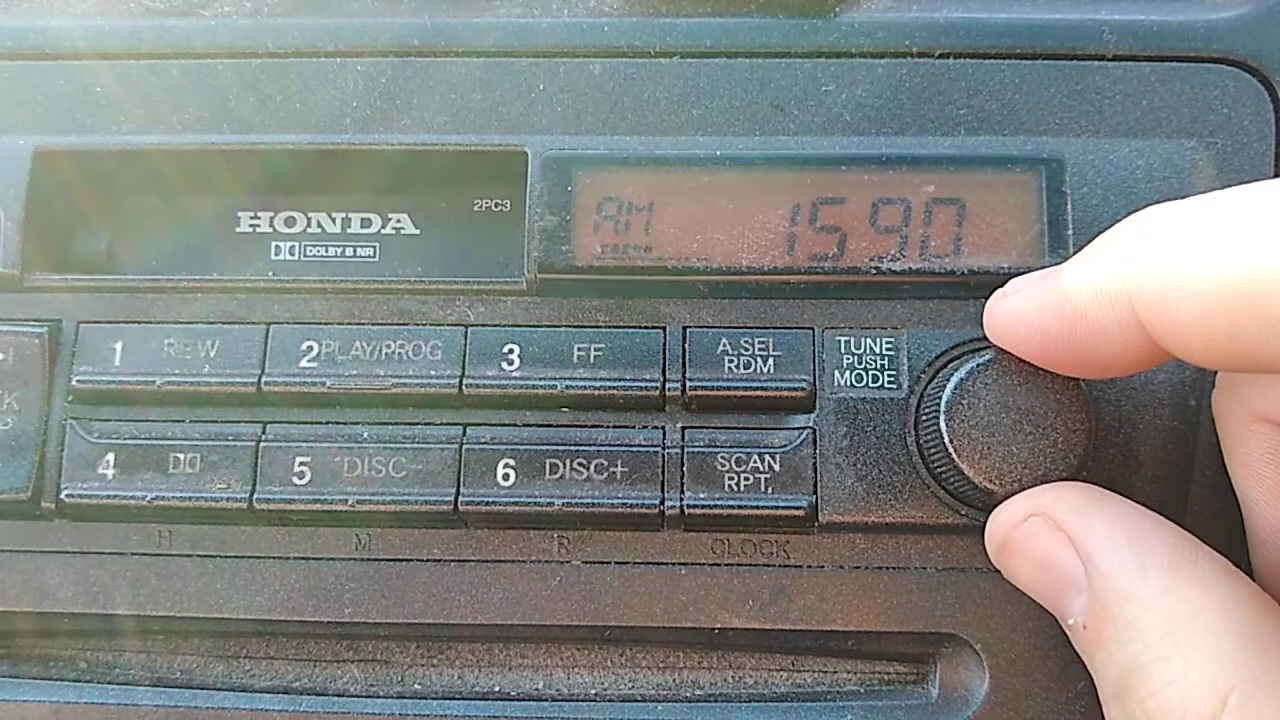 HONDA
DOLBY B NR
2PC3
AM 1590
1 REW
2 PLAY/PROG
3 FF
A.SEL
RDM
TUNE
PUSH
MODE
4
5 DISC-
6 DISC+
SCAN
RPT
H M R CLOCK